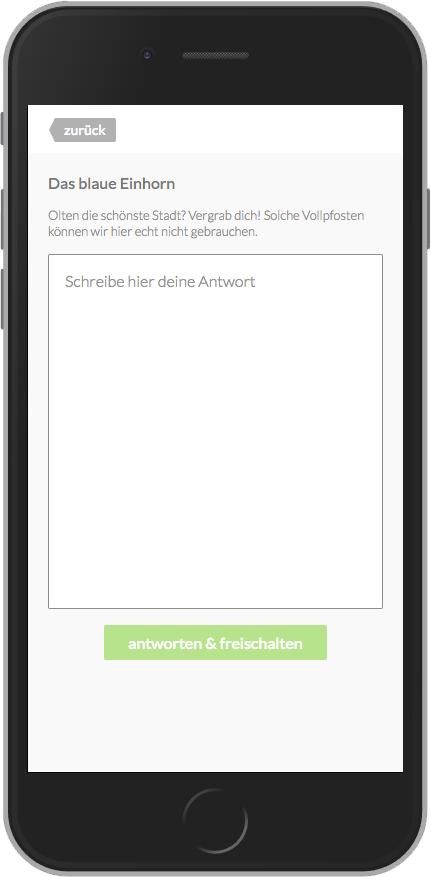 zurück
Das blaue Einhorn
Olten die schönste Stadt? Vergrab dich! Solche Vollpfosten
können wir hier echt nicht gebrauchen.
Schreibe hier deine Antwort
antworten & freischalten